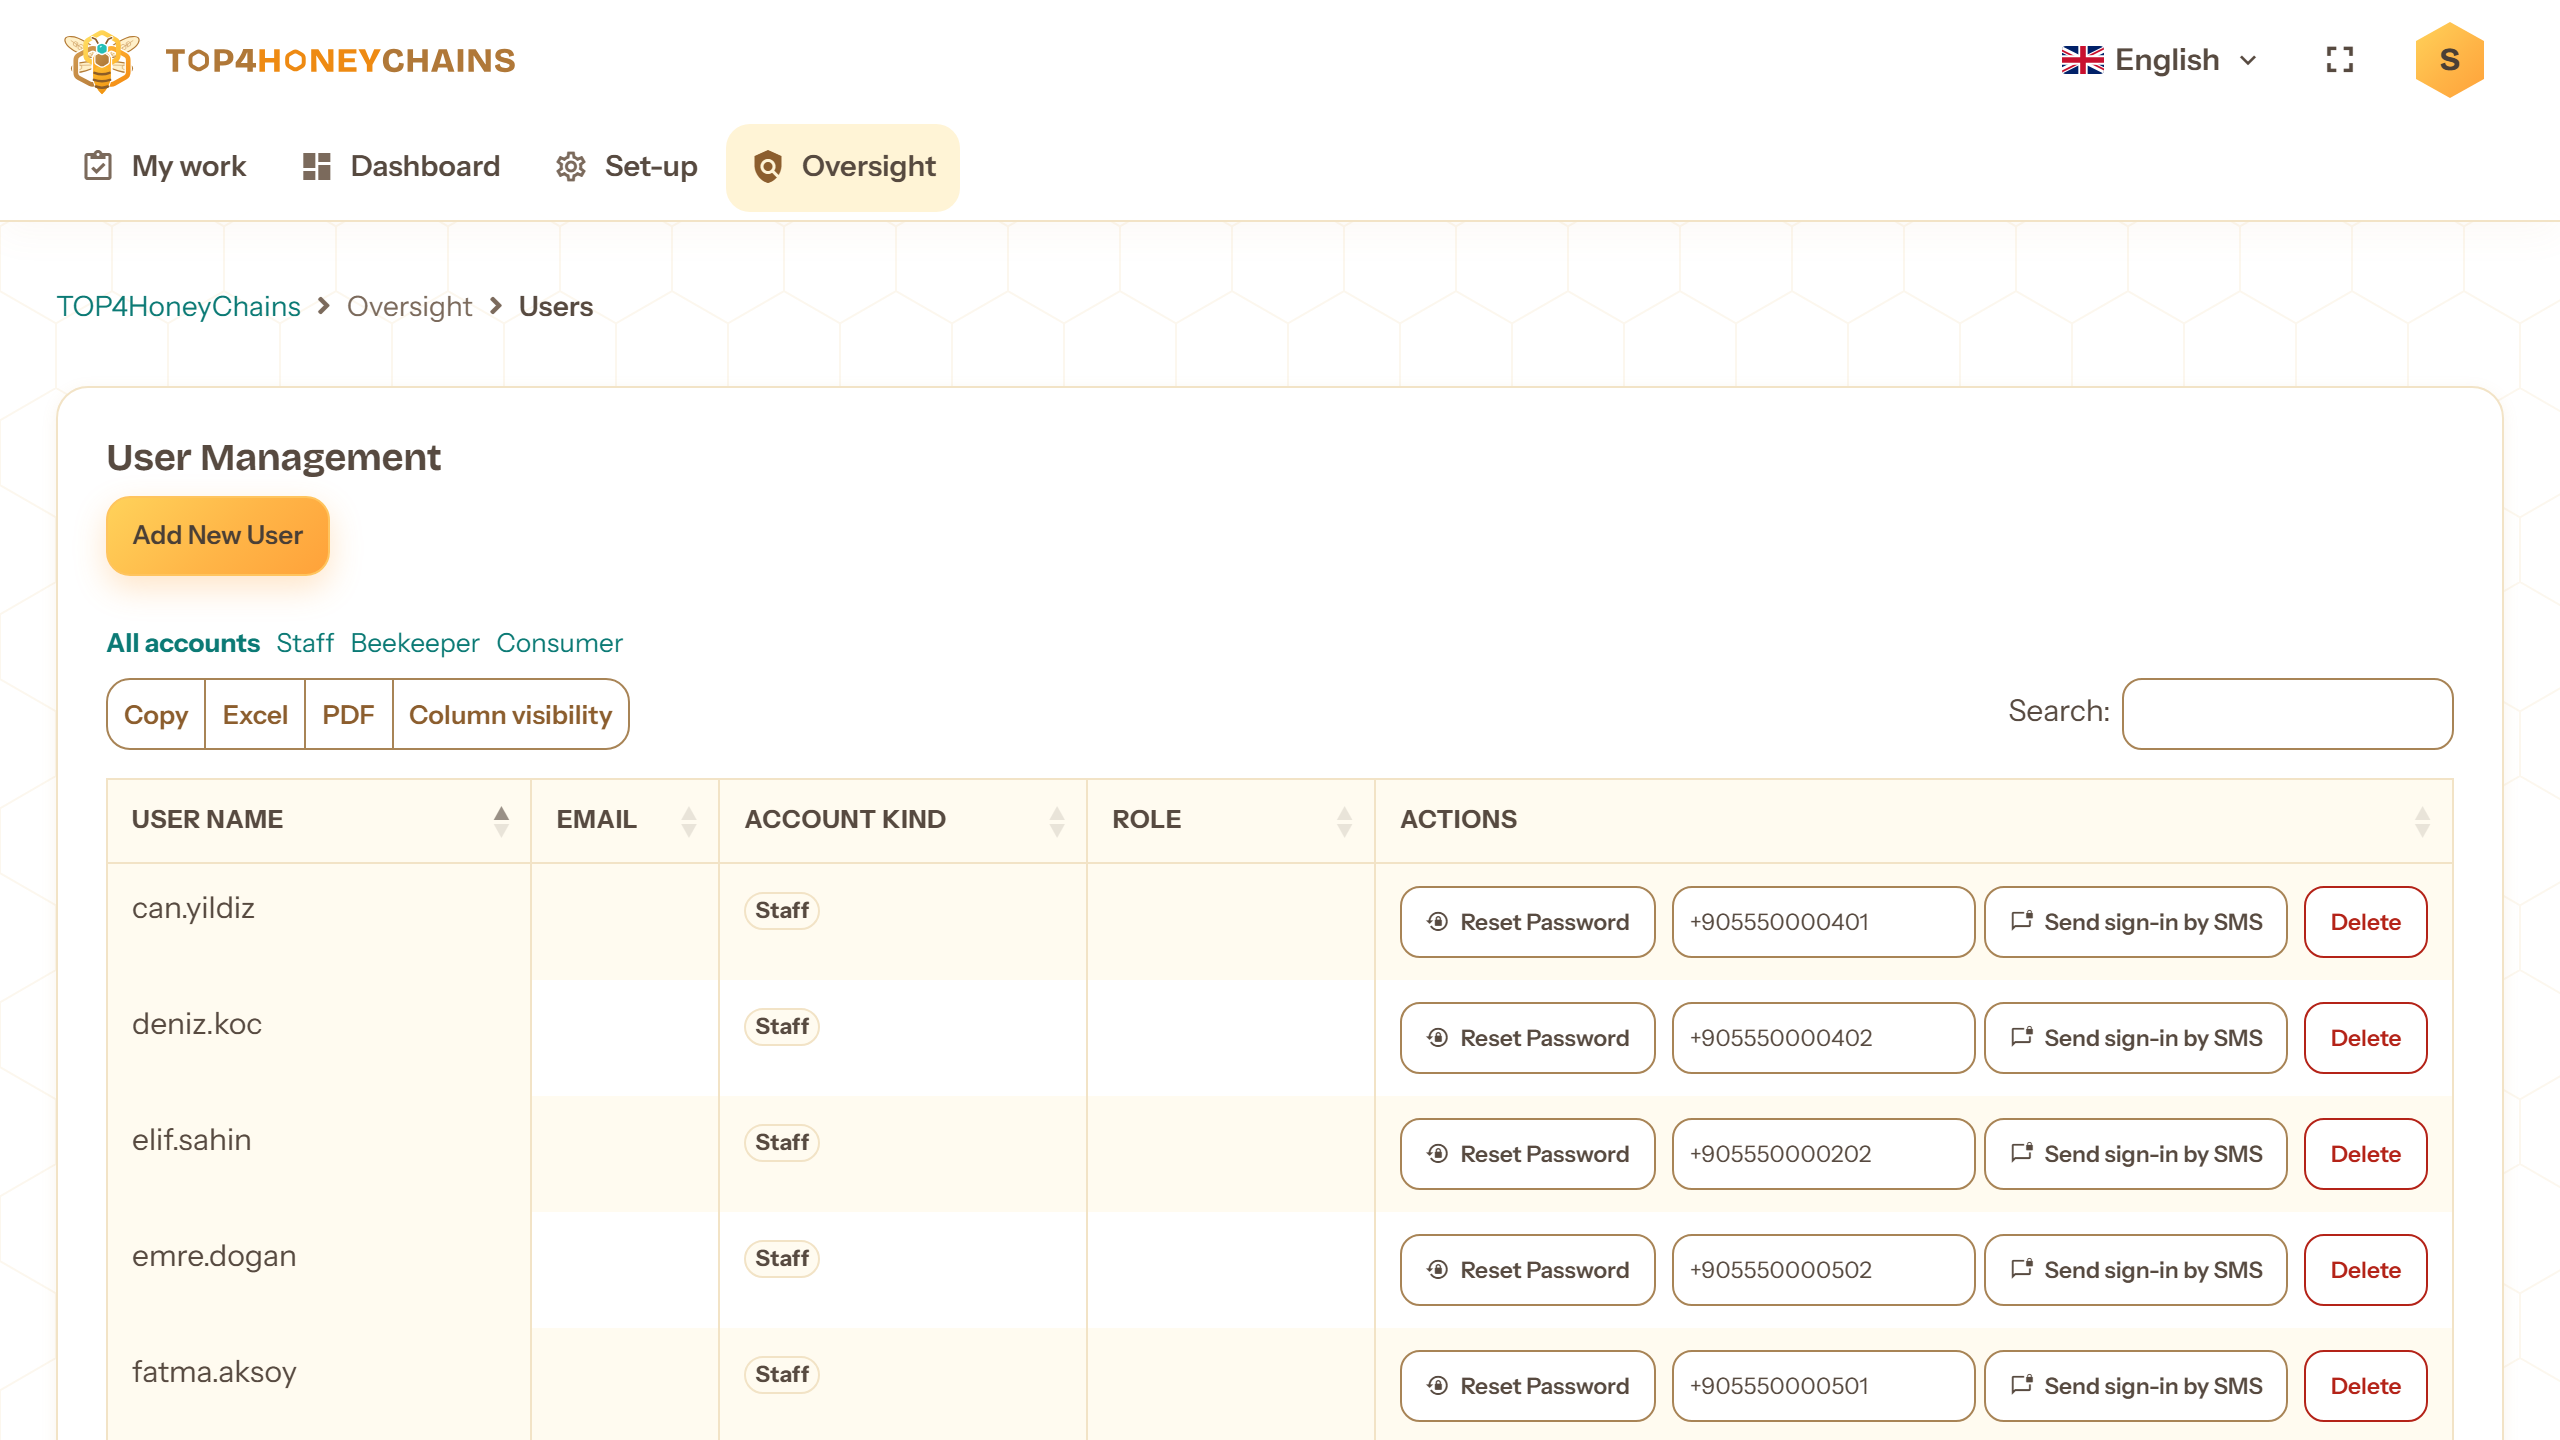 TOP4HONEYCHAINS
English
S
My work
Dashboard
Set-up
Oversight
TOP4HoneyChains > Oversight > Users
User Management
Add New User
All accounts Staff Beekeeper Consumer
Copy Excel PDF Column visibility
Search:
USER NAME EMAIL ACCOUNT KIND ROLE ACTIONS
can.yildiz Staff Reset Password +905550000401 Send sign-in by SMS Delete
deniz.koc Staff Reset Password +905550000402 Send sign-in by SMS Delete
elif.sahin Staff Reset Password +905550000202 Send sign-in by SMS Delete
emre.dogan Staff Reset Password +905550000502 Send sign-in by SMS Delete
fatma.aksoy Staff Reset Password +905550000501 Send sign-in by SMS Delete